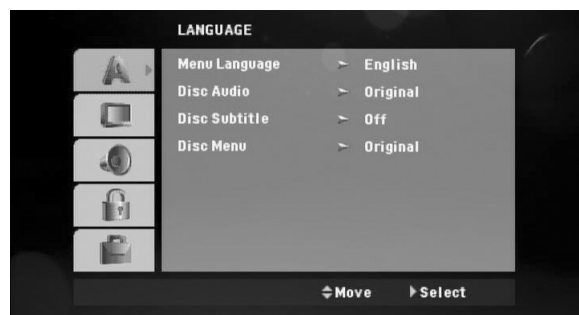 LANGUAGE
Menu Language English
Disc Audio Original
Disc Subtitle Off
Disc Menu Original
Move Select